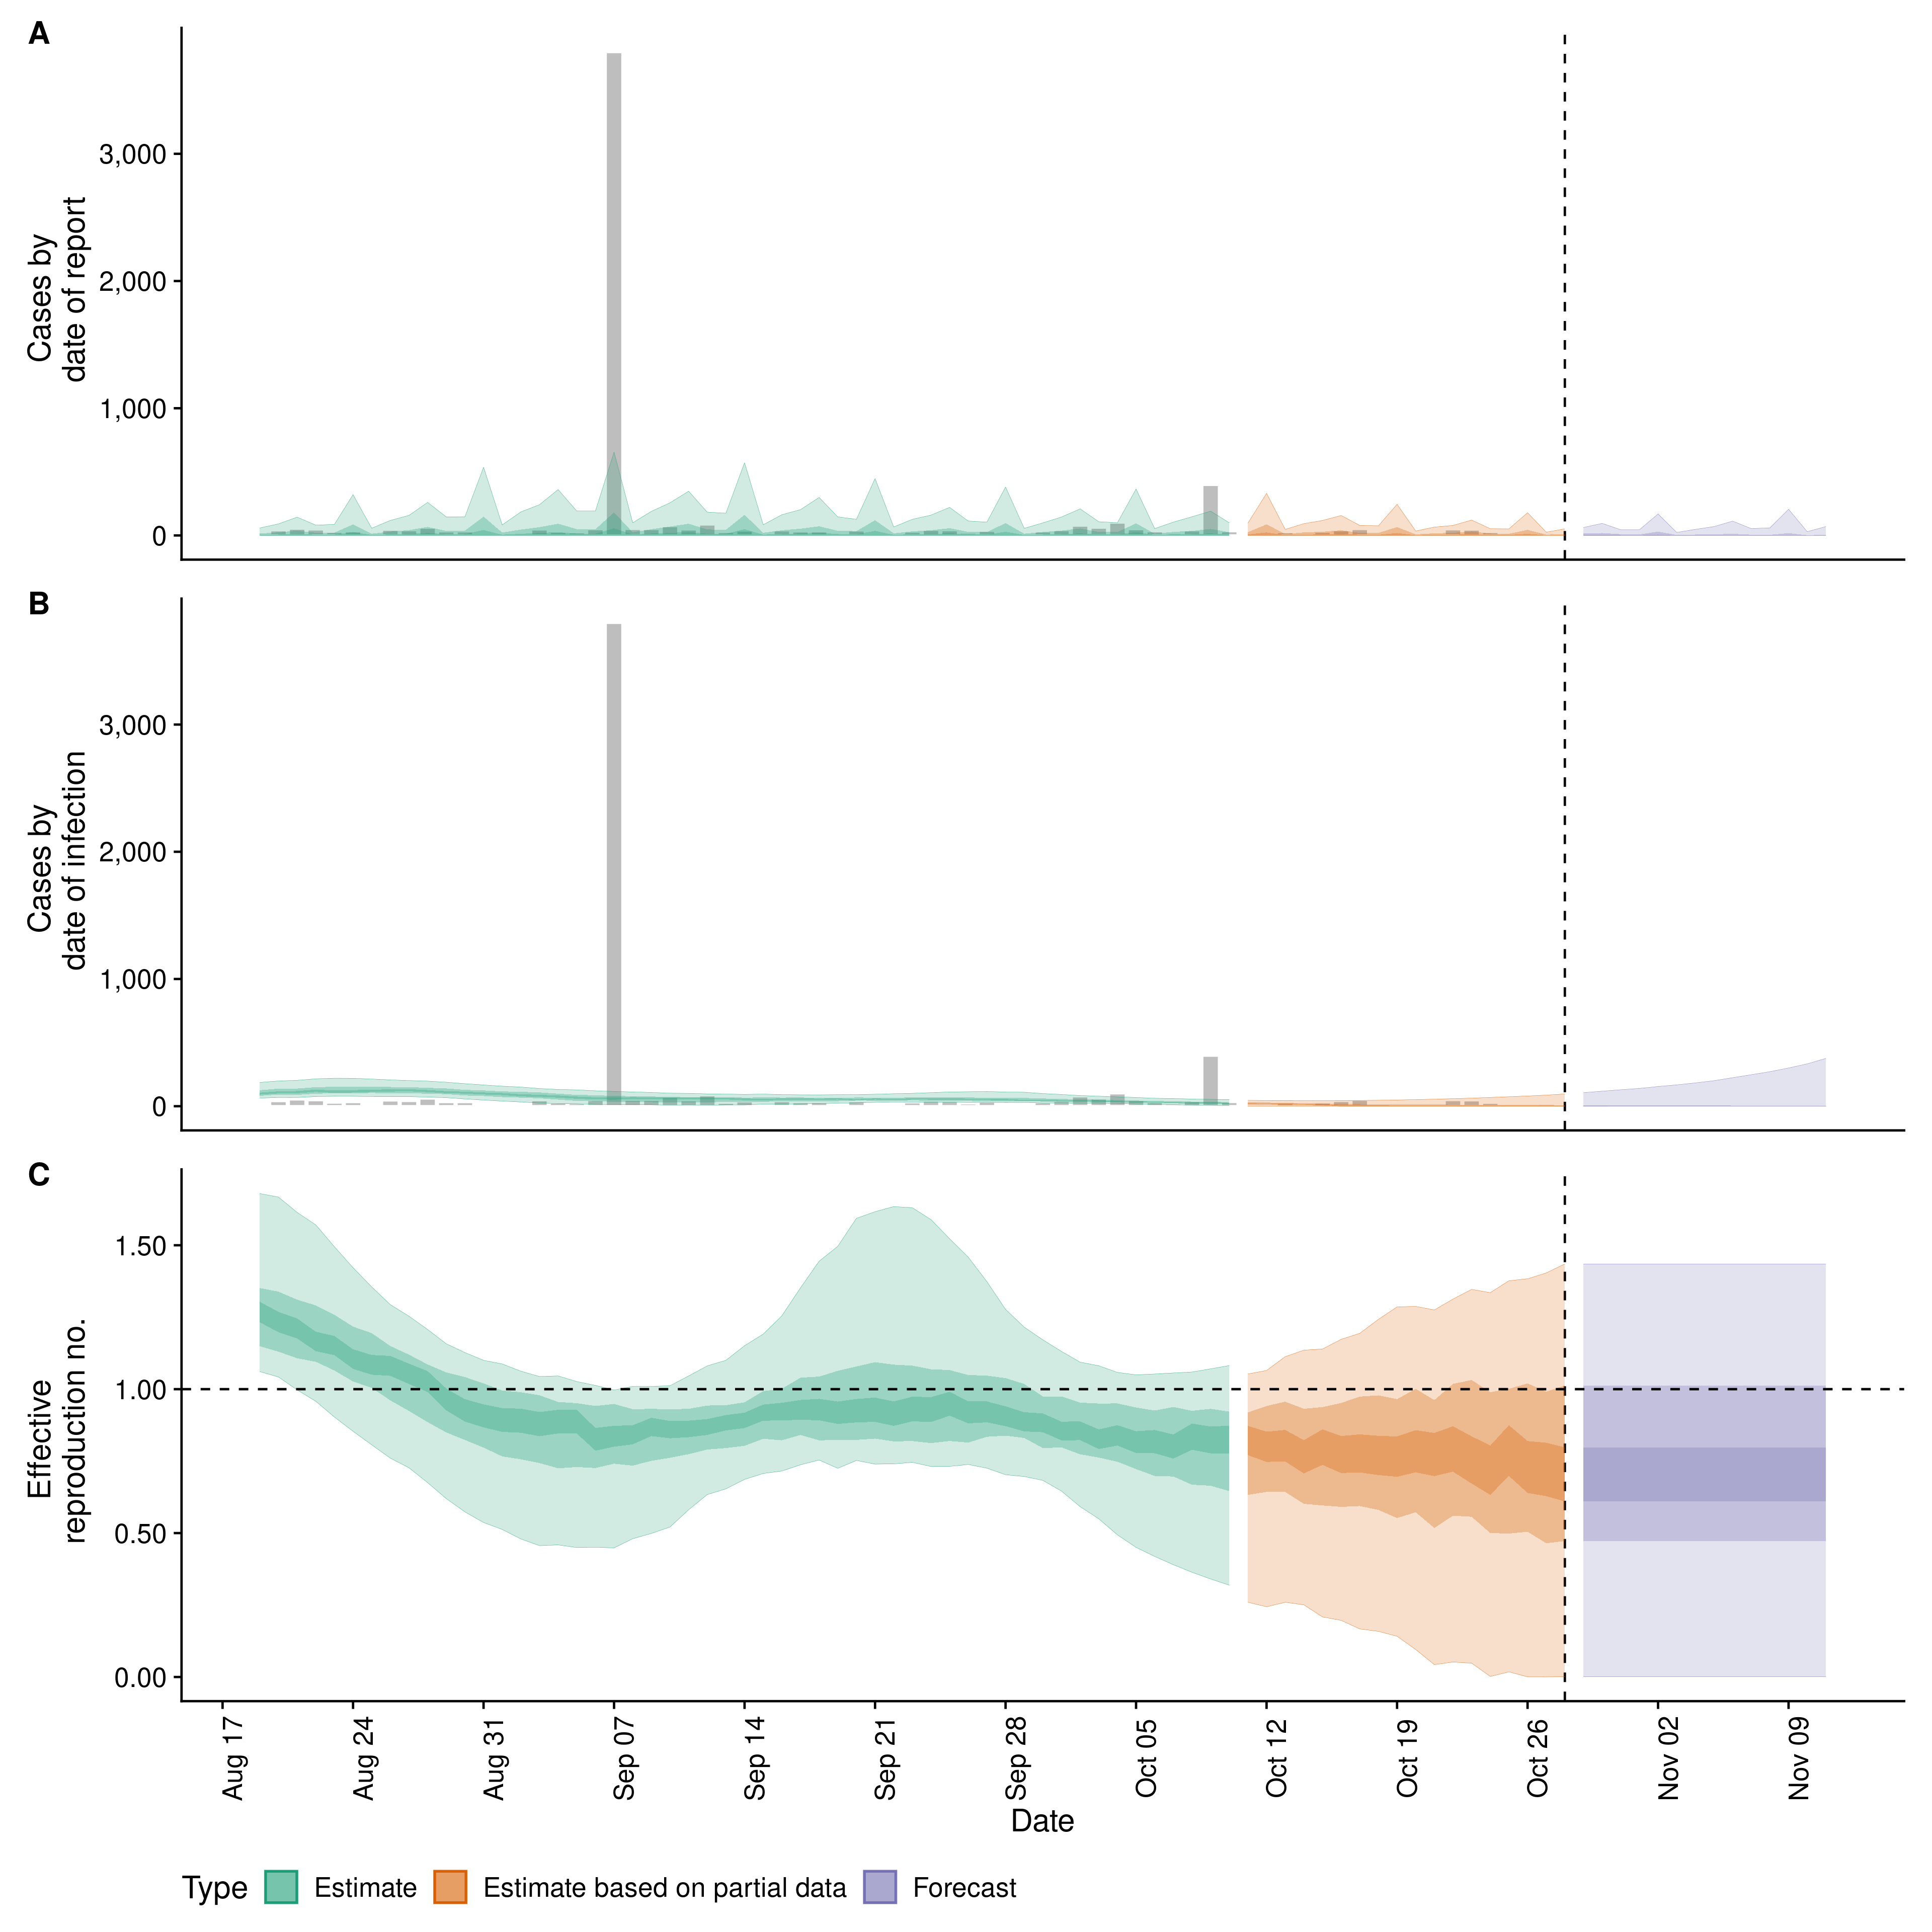 A
Cases by
date of report
3,000
2,000
1,000
0
B
Cases by
date of infection
3,000
2,000
1,000
0
C
Effective
reproduction no.
1.50
1.00
0.50
0.00
Aug 17
Aug 24
Aug 31
Sep 07
Sep 14
Sep 21
Sep 28
Oct 05
Oct 12
Oct 19
Oct 26
Nov 02
Nov 09
Date
Type
Estimate
Estimate based on partial data
Forecast